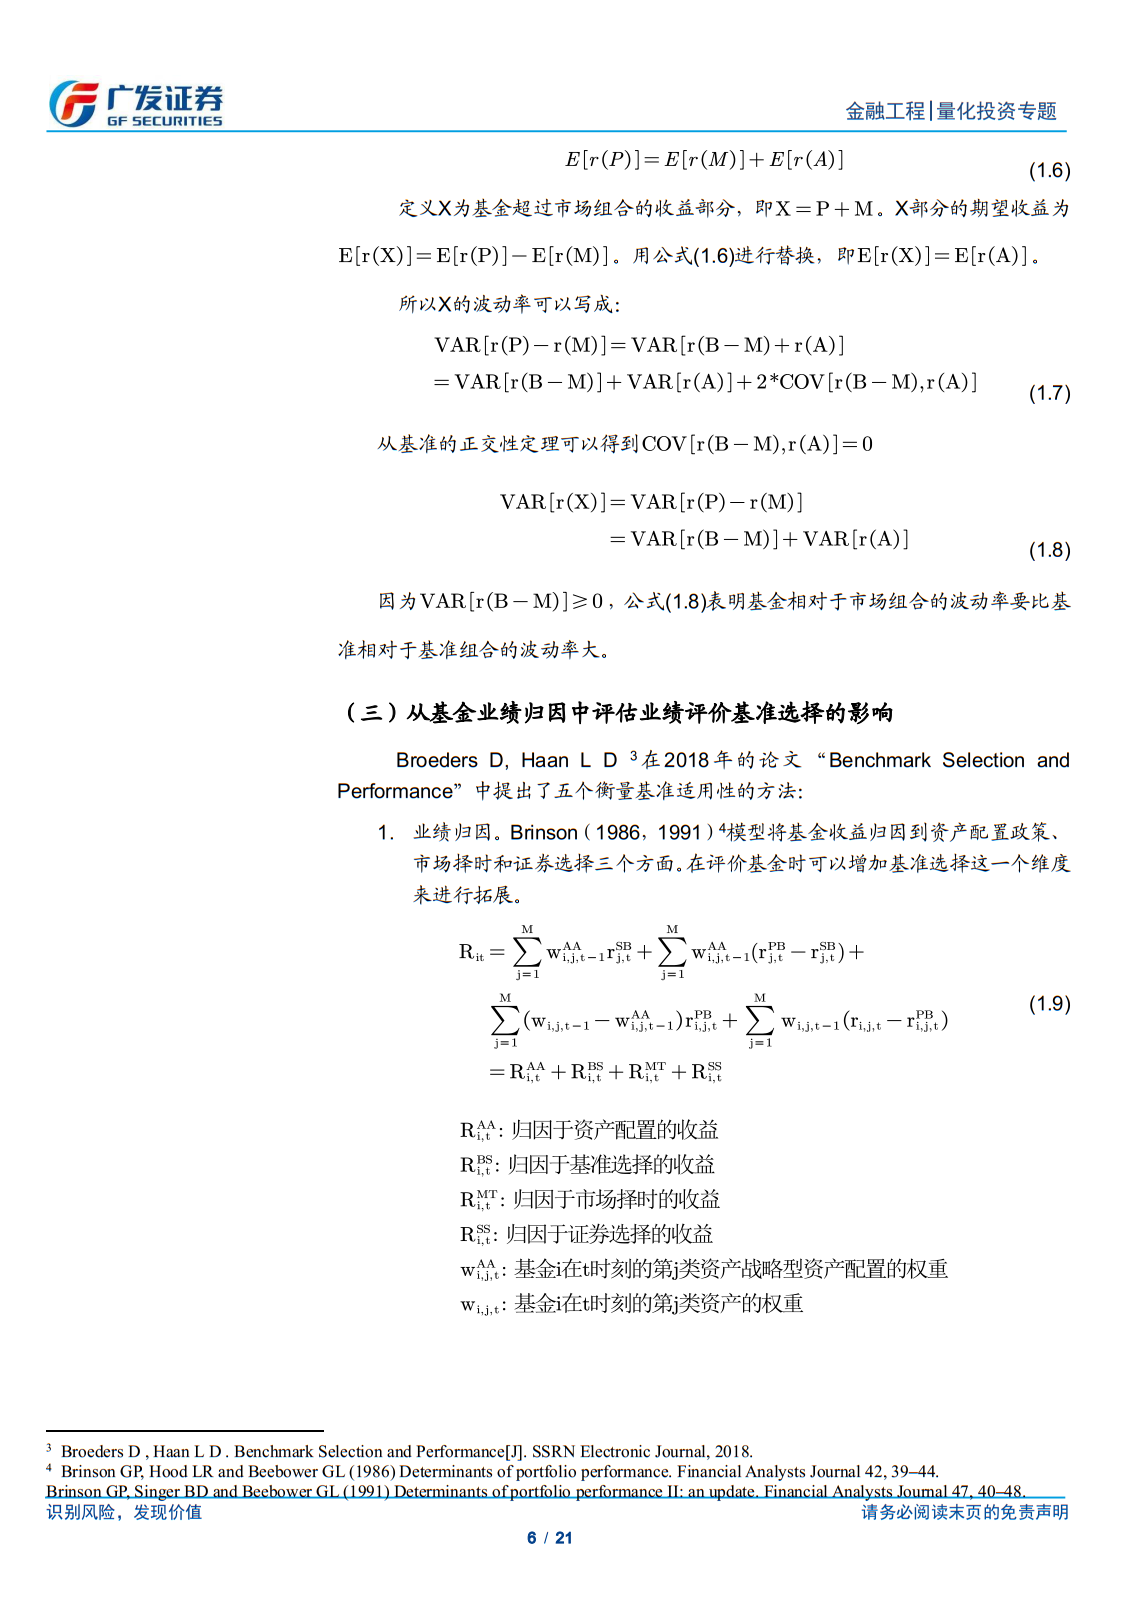 广发证券
GF SECURITIES
金融工程|量化投资专题
E[r(P)]=E[r(M)]+E[r(A)]
(1.6)
定义X为基金超过市场组合的收益部分，即X=P+M。X部分的期望收益为
E[r(X)]=E[r(P)]-E[r(M)]。用公式(1.6)进行替换，即E[r(X)]=E[r(A)]。
所以X的波动率可以写成：
VAR[r(P)-r(M)]=VAR[r(B-M)+r(A)]
=VAR[r(B-M)]+VAR[r(A)]+2*COV[r(B-M),r(A)]
(1.7)
从基准的正交性定理可以得到COV[r(B-M),r(A)]=0
VAR[r(X)]=VAR[r(P)-r(M)]
=VAR[r(B-M)]+VAR[r(A)]
(1.8)
因为VAR[r(B-M)]≥0，公式(1.8)表明基金相对于市场组合的波动率要比基
准相对于基准组合的波动率大。
（三）从基金业绩归因中评估业绩评价基准选择的影响
Broeders D, Haan L D ³在2018年的论文“Benchmark Selection and
Performance”中提出了五个衡量基准适用性的方法：
1. 业绩归因。Brinson（1986，1991）⁴模型将基金收益归因到资产配置政策、
市场择时和证券选择三个方面。在评价基金时可以增加基准选择这一个维度
来进行拓展。
R_{it} = \sum_{j=1}^{M} w_{i,j,t-1}^{AA} r_{j,t}^{SB} + \sum_{j=1}^{M} w_{i,j,t-1}^{AA} (r_{j,t}^{PB} - r_{j,t}^{SB}) +
\sum_{j=1}^{M} (w_{i,j,t-1} - w_{i,j,t-1}^{AA}) r_{i,j,t}^{PB} + \sum_{j=1}^{M} w_{i,j,t-1} (r_{i,j,t} - r_{i,j,t}^{PB})
(1.9)
= R_{i,t}^{AA} + R_{i,t}^{BS} + R_{i,t}^{MT} + R_{i,t}^{SS}
R_{i,t}^{AA}: 归因于资产配置的收益
R_{i,t}^{BS}: 归因于基准选择的收益
R_{i,t}^{MT}: 归因于市场择时的收益
R_{i,t}^{SS}: 归因于证券选择的收益
w_{i,j,t}^{AA}: 基金i在t时刻的第j类资产战略型资产配置的权重
w_{i,j,t}: 基金i在t时刻的第j类资产的权重
³ Broeders D , Haan L D . Benchmark Selection and Performance[J]. SSRN Electronic Journal, 2018.
⁴ Brinson GP, Hood LR and Beebower GL (1986) Determinants of portfolio performance. Financial Analysts Journal 42, 39–44.
Brinson GP, Singer BD and Beebower GL (1991) Determinants of portfolio performance II: an update. Financial Analysts Journal 47, 40–48.
识别风险，发现价值
请务必阅读末页的免责声明
6 / 21